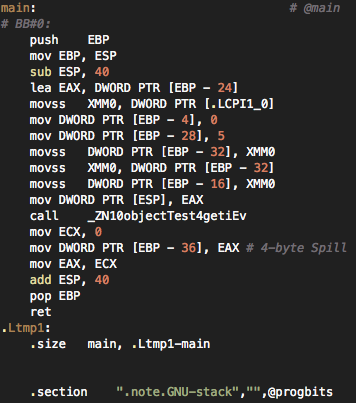 main:                                   # @main
# BB#0:
    push    EBP
    mov EBP, ESP
    sub ESP, 40
    lea EAX, DWORD PTR [EBP - 24]
    movss   XMM0, DWORD PTR [.LCPI1_0]
    mov DWORD PTR [EBP - 4], 0
    mov DWORD PTR [EBP - 28], 5
    movss   DWORD PTR [EBP - 32], XMM0
    movss   XMM0, DWORD PTR [EBP - 32]
    movss   DWORD PTR [EBP - 16], XMM0
    mov DWORD PTR [ESP], EAX
    call    _ZN10objectTest4getiEv
    mov ECX, 0
    mov DWORD PTR [EBP - 36], EAX # 4-byte Spill
    mov EAX, ECX
    add ESP, 40
    pop EBP
    ret
.Ltmp1:
    .size   main, .Ltmp1-main
    .section    ".note.GNU-stack","",@progbits